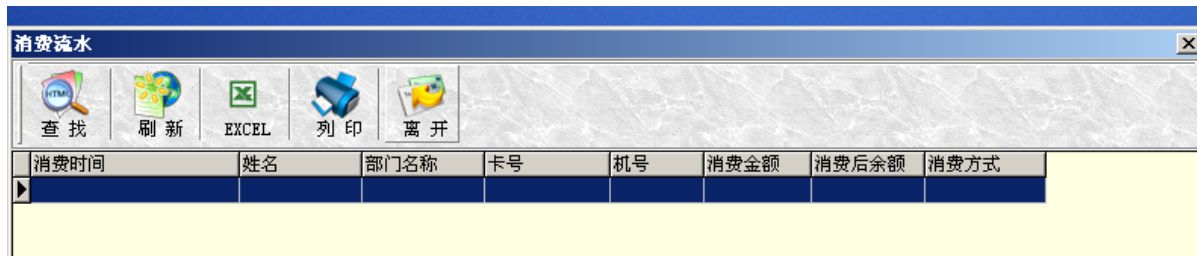 消费流水
查 找 刷 新 EXCEL 列 印 离 开
消费时间 姓名 部门名称 卡号 机号 消费金额 消费后余额 消费方式